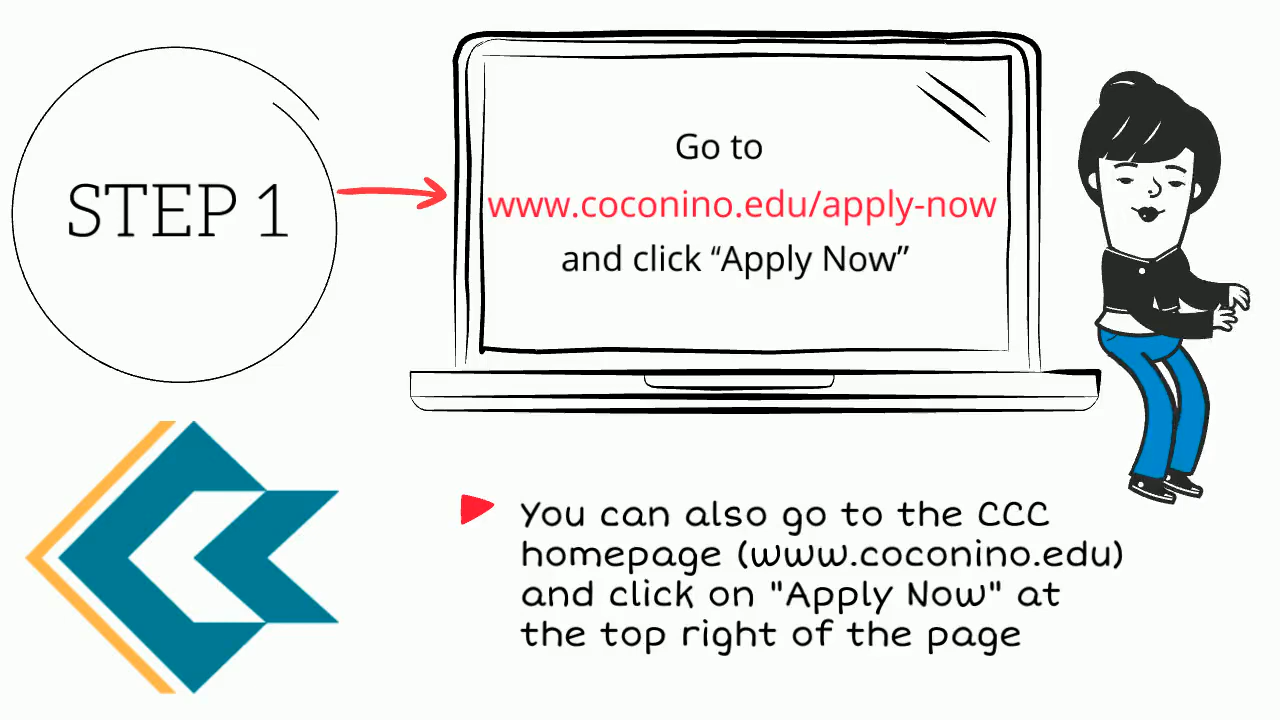 STEP 1
Go to
www.coconino.edu/apply-now
and click “Apply Now”
You can also go to the CCC
homepage (www.coconino.edu)
and click on "Apply Now" at
the top right of the page